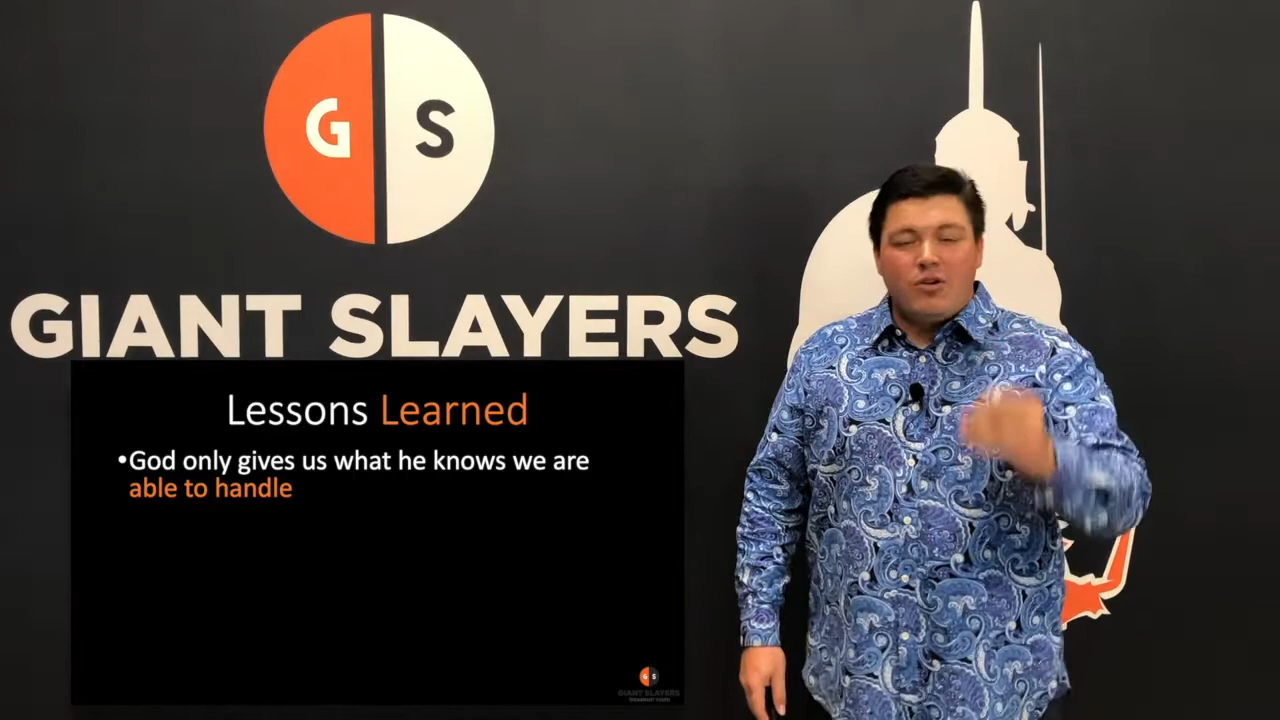 G S
GIANT SLAYERS
Lessons Learned
•God only gives us what he knows we are
able to handle
G S
GIANT SLAYERS